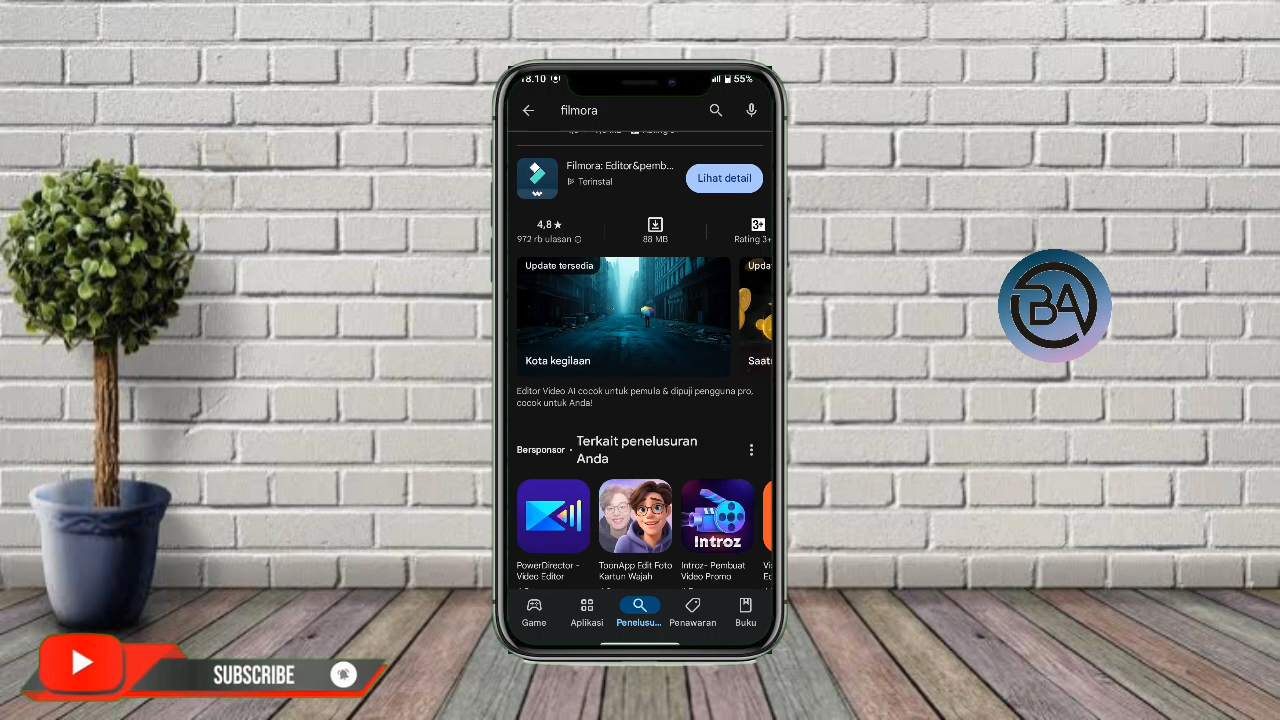 18.10
55%
filmora
Filmora: Editor&pemb...
Terinstal
Lihat detail
4,8★
972 rb ulasan
88 MB
3+
Rating 3+
Update tersedia
Upda
Kota kegilaan
Saatn
Editor Video AI cocok untuk pemula & dipuji pengguna pro,
cocok untuk Anda!
Bersponsor •
Terkait penelusuran
Anda
Introz
PowerDirector -
Video Editor
ToonApp Edit Foto
Kartun Wajah
Introz- Pembuat
Video Promo
Game
Aplikasi
Penelusu...
Penawaran
Buku
BA
SUBSCRIBE